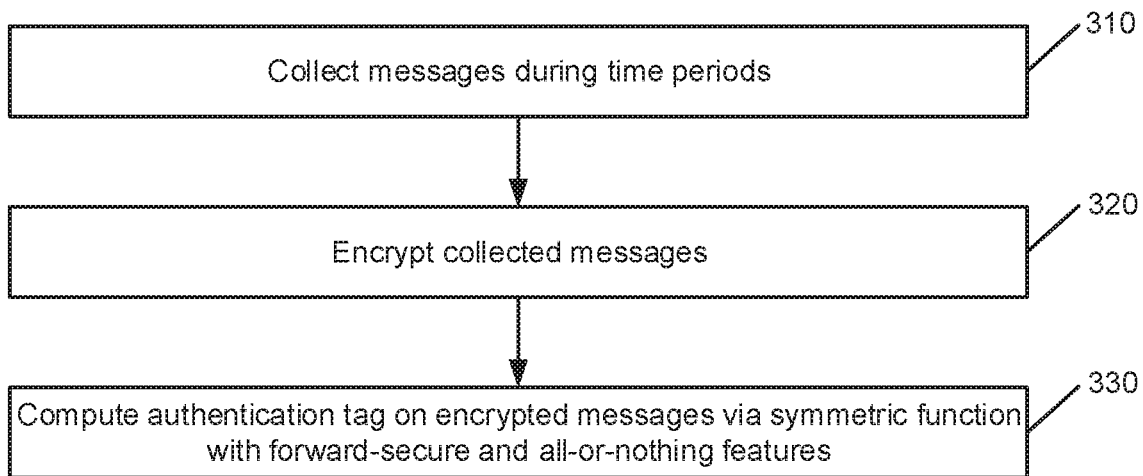 310
Collect messages during time periods
320
Encrypt collected messages
330
Compute authentication tag on encrypted messages via symmetric function
with forward-secure and all-or-nothing features